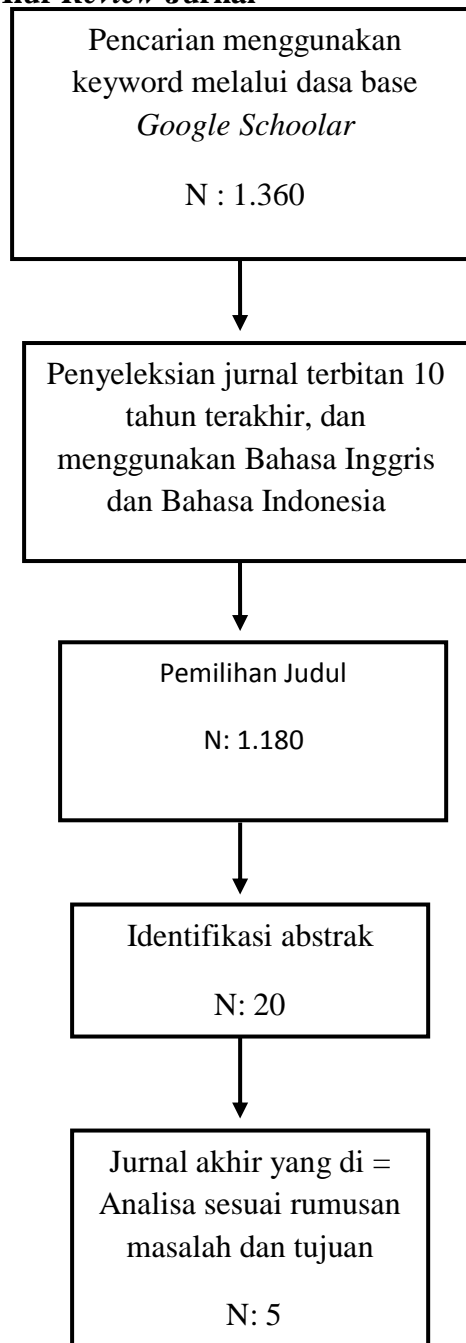 Review Jurnal
Pencarian menggunakan
keyword melalui dasa base
Google Schoolar
N : 1.360
Penyeleksian jurnal terbitan 10
tahun terakhir, dan
menggunakan Bahasa Inggris
dan Bahasa Indonesia
Pemilihan Judul
N: 1.180
Identifikasi abstrak
N: 20
Jurnal akhir yang di =
Analisa sesuai rumusan
masalah dan tujuan
N: 5